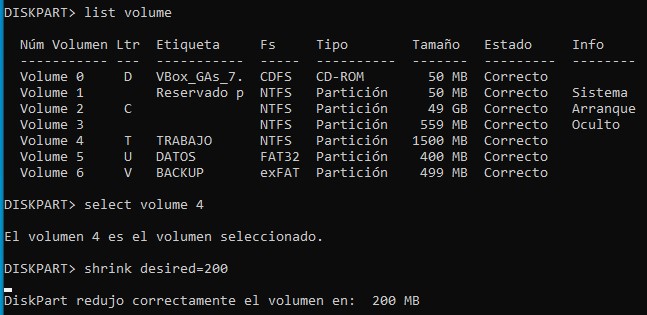 DISKPART> list volume
Núm Volumen Ltr Etiqueta Fs Tipo Tamaño Estado Info
----------- --- ----------- ----- ---------- ------- --------- --------
Volume 0 D VBox_GAs_7. CDFS CD-ROM 50 MB Correcto
Volume 1 Reservado p NTFS Partición 50 MB Correcto Sistema
Volume 2 C NTFS Partición 49 GB Correcto Arranque
Volume 3 NTFS Partición 559 MB Correcto Oculto
Volume 4 T TRABAJO NTFS Partición 1500 MB Correcto
Volume 5 U DATOS FAT32 Partición 400 MB Correcto
Volume 6 V BACKUP exFAT Partición 499 MB Correcto
DISKPART> select volume 4
El volumen 4 es el volumen seleccionado.
DISKPART> shrink desired=200
DiskPart redujo correctamente el volumen en: 200 MB